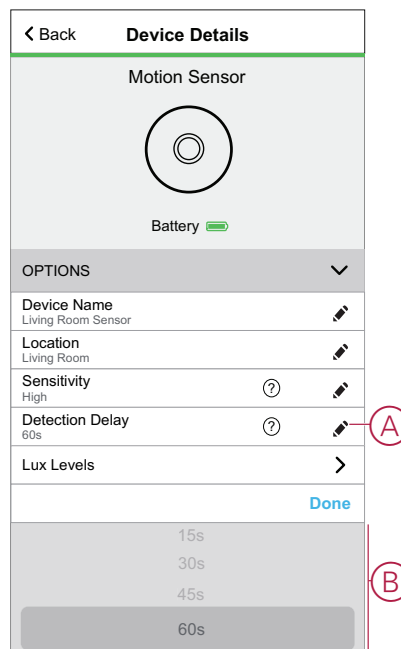 Back Device Details
Motion Sensor
Battery
OPTIONS
Device Name
Living Room Sensor
Location
Living Room
Sensitivity
High
?
Detection Delay
60s
?
A
Lux Levels
Done
15s
30s
45s
B
60s